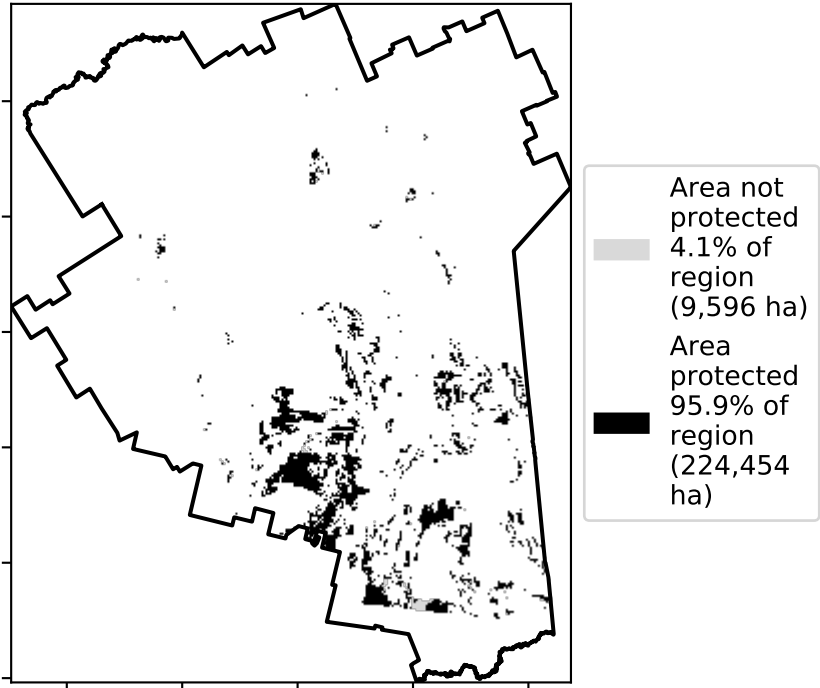 Area not
protected
4.1% of
region
(9,596 ha)
Area
protected
95.9% of
region
(224,454
ha)